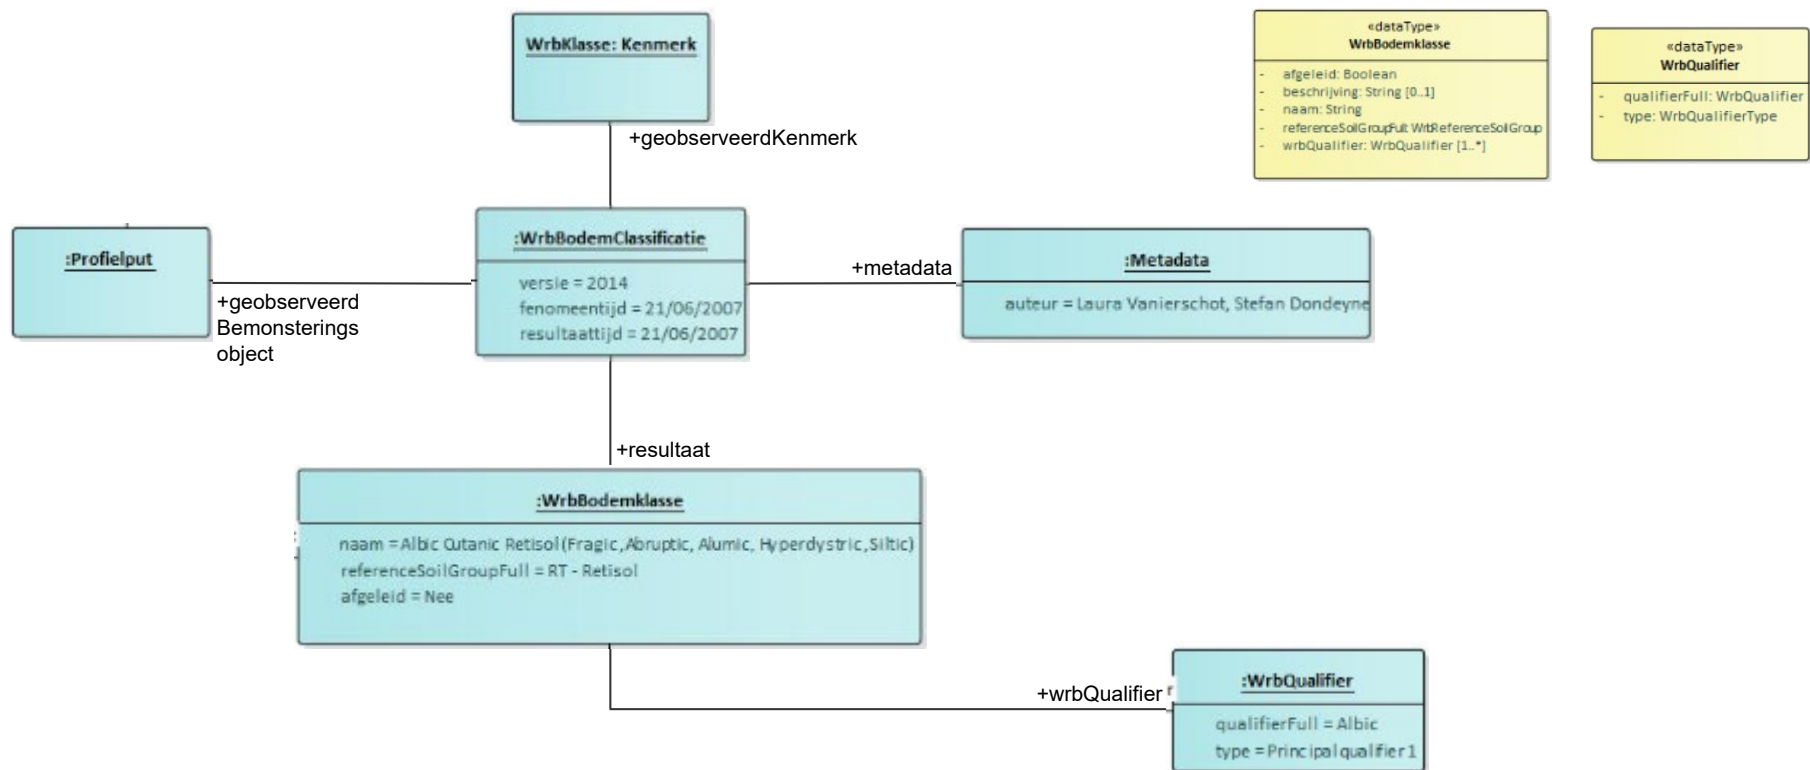 WrbKlasse: Kenmerk
+geobserveerdKenmerk
«dataType»
WrbBodemklasse
- afgeleid: Boolean
- beschrijving: String [0..1]
- naam: String
- referenceSoilGroupFull: WrbReferenceSoilGroup
- wrbQualifier: WrbQualifier [1..*]
«dataType»
WrbQualifier
- qualifierFull: WrbQualifier
- type: WrbQualifierType
:Profielput
+geobserveerd
Bemonsterings
object
:WrbBodemClassificatie
versie = 2014
fenomeentijd = 21/06/2007
resultaattijd = 21/06/2007
+metadata
:Metadata
auteur = Laura Vanierschot, Stefan Dondeyne
+resultaat
:WrbBodemklasse
naam = Albic Cutanic Retisol (Fragic, Abruptic, Alumic, Hyperdystric, Siltic)
referenceSoilGroupFull = RT - Retisol
afgeleid = Nee
+wrbQualifier
:WrbQualifier
qualifierFull = Albic
type = Principal qualifier 1